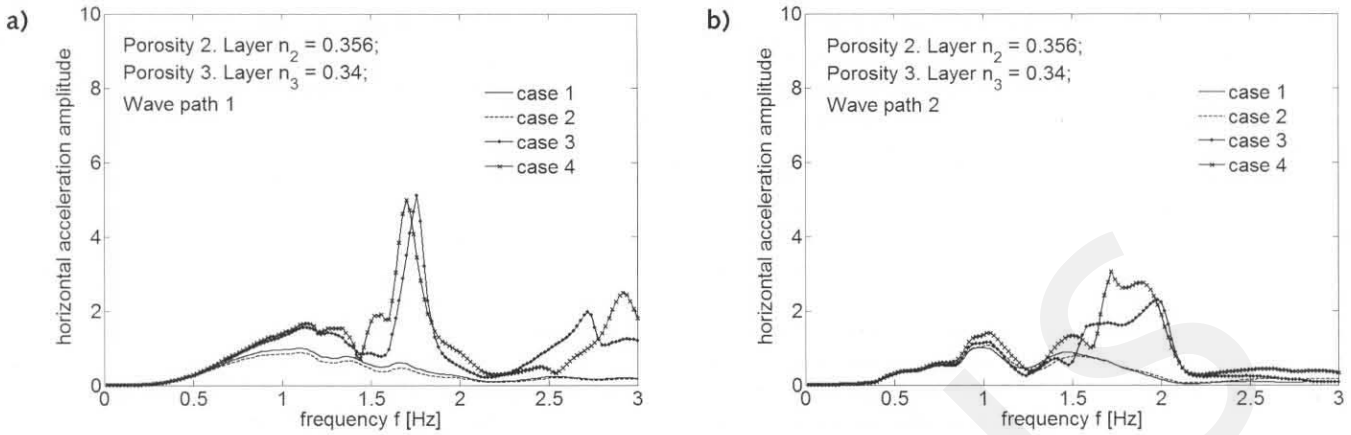 a)
horizontal acceleration amplitude
10
8
6
4
2
0
Porosity 2. Layer n2 = 0.356;
Porosity 3. Layer n3 = 0.34;
Wave path 1
case 1
case 2
case 3
case 4
0 0.5 1 1.5 2 2.5 3
frequency f [Hz]
b)
horizontal acceleration amplitude
10
8
6
4
2
0
Porosity 2. Layer n2 = 0.356;
Porosity 3. Layer n3 = 0.34;
Wave path 2
case 1
case 2
case 3
case 4
0 0.5 1 1.5 2 2.5 3
frequency f [Hz]